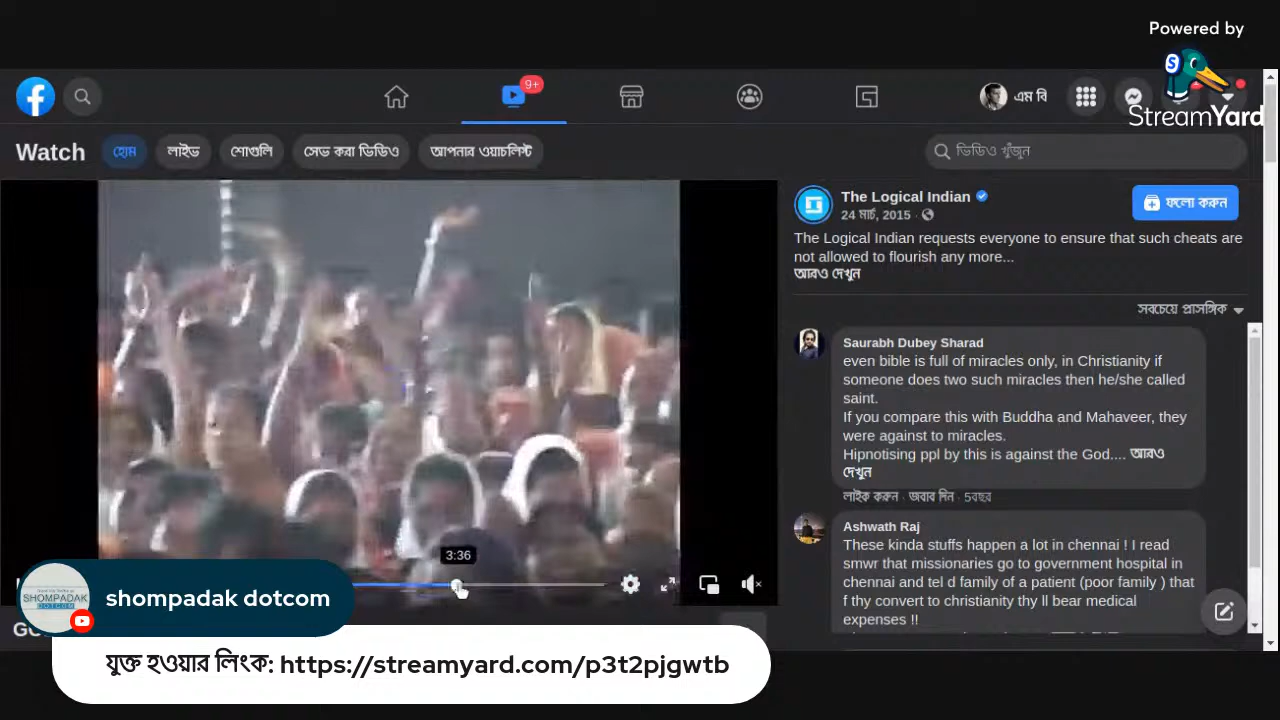 Powered by
StreamYard
9+
এম বি
Watch
হোম
লাইভ
শোগুলি
সেভ করা ভিডিও
আপনার ওয়াচলিস্ট
ভিডিও খুঁজুন
The Logical Indian
ফলো করুন
24 মার্চ, 2015 ·
The Logical Indian requests everyone to ensure that such cheats are
not allowed to flourish any more...
আরও দেখুন
সবচেয়ে প্রাসঙ্গিক
Saurabh Dubey Sharad
even bible is full of miracles only, in Christianity if
someone does two such miracles then he/she called
saint.
If you compare this with Buddha and Mahaveer, they
were against to miracles.
Hipnotising ppl by this is against the God.... আরও
দেখুন
লাইক করুন · জবাব দিন · 5বছর
Ashwath Raj
These kinda stuffs happen a lot in chennai ! I read
smwr that missionaries go to government hospital in
chennai and tel d family of a patient (poor family ) that
f thy convert to christianity thy ll bear medical
expenses !!
3:36
SHOMPADAK
DOTCOM
shompadak dotcom
যুক্ত হওয়ার লিংক: https://streamyard.com/p3t2pjgwtb